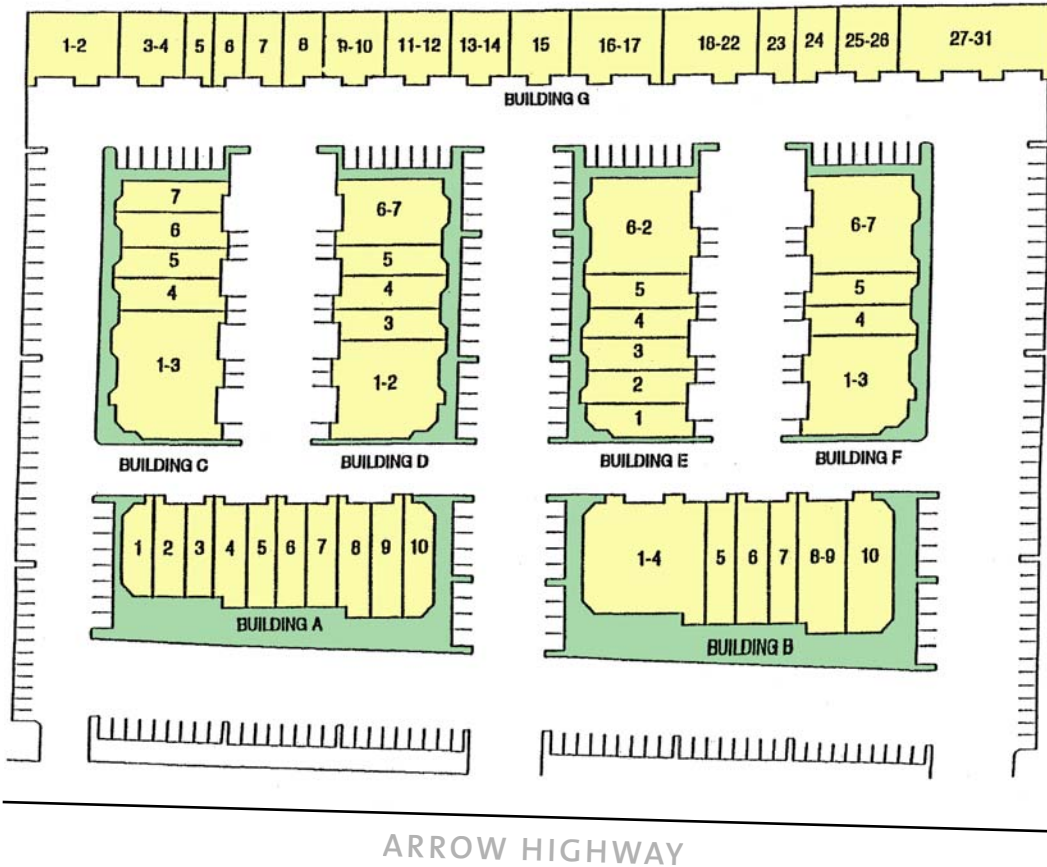 1-2 3-4 5 6 7 8 9-10 11-12 13-14 15 16-17 18-22 23 24 25-26 27-31
BUILDING G
7
6
5
4
1-3
BUILDING C
6-7
5
4
3
1-2
BUILDING D
6-2
5
4
3
2
1
BUILDING E
6-7
5
4
1-3
BUILDING F
1 2 3 4 5 6 7 8 9 10
BUILDING A
1-4 5 6 7 8-9 10
BUILDING B
ARROW HIGHWAY